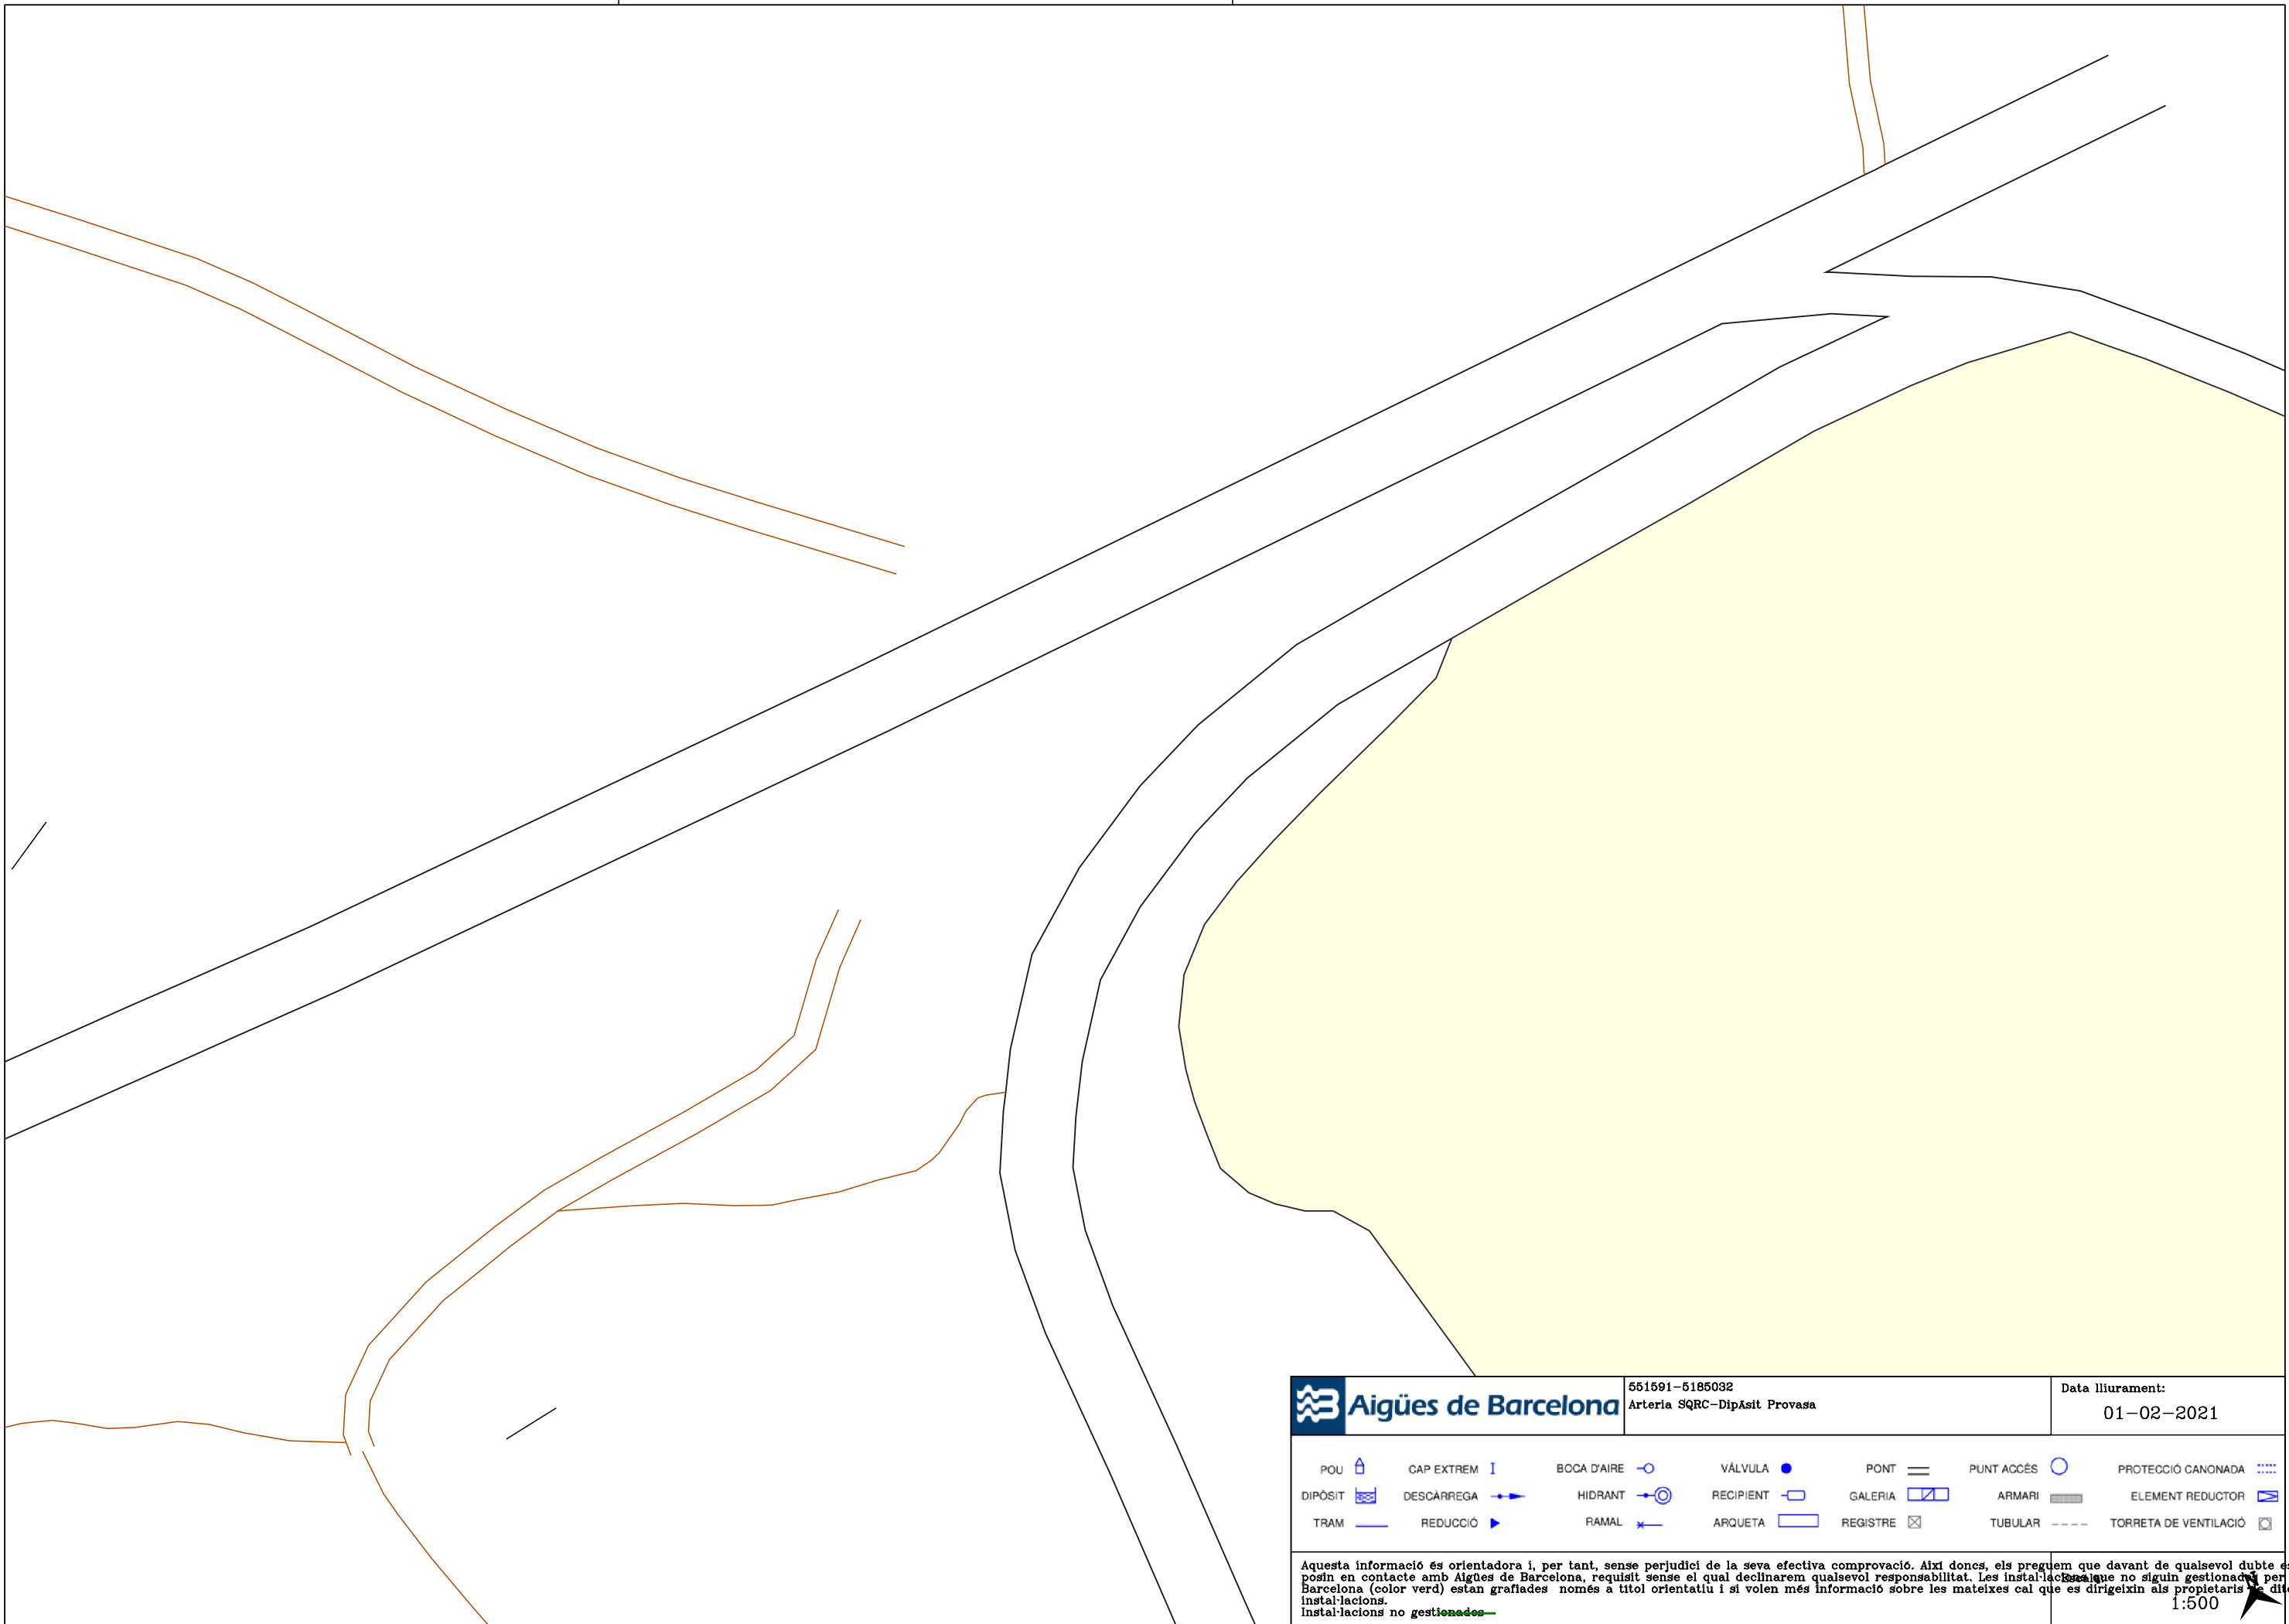 Aigües de Barcelona
551591-5185032
Arteria SQRC-DipÀsit Provasa
Data lliurament:
01-02-2021
POU CAP EXTREM BOCA D'AIRE VÀLVULA PONT PUNT ACCÉS PROTECCIÓ CANONADA
DIPÒSIT DESCÀRREGA HIDRANT RECIPIENT GALERIA ARMARI ELEMENT REDUCTOR
TRAM REDUCCIÓ RAMAL ARQUETA REGISTRE TUBULAR TORRETA DE VENTILACIÓ
Aquesta informació és orientadora i, per tant, sense perjudici de la seva efectiva comprovació. Així doncs, els preguem que davant de qualsevol dubte es
posin en contacte amb Aigües de Barcelona, requisit sense el qual declinarem qualsevol responsabilitat. Les instal·lacions que no siguin gestionades per
Barcelona (color verd) estan grafiades només a títol orientatiu i si volen més informació sobre les mateixes cal que es dirigeixin als propietaris de
instal·lacions.
Instal·lacions no gestionades
Escala:
1:500